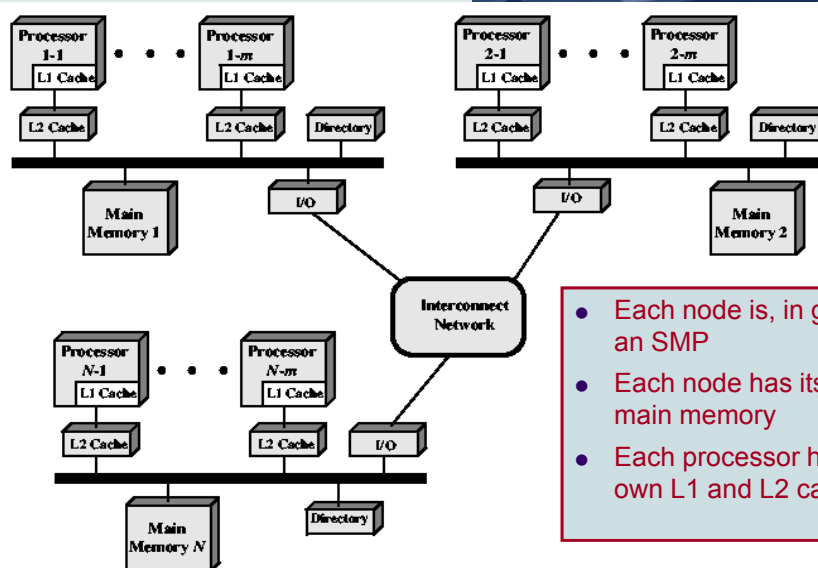 Processor
1-1
L1 Cache
Processor
1-m
L1 Cache
L2 Cache
L2 Cache
Directory
Main
Memory 1
I/O
Processor
2-1
L1 Cache
Processor
2-m
L1 Cache
L2 Cache
L2 Cache
Directory
I/O
Main
Memory 2
Interconnect
Network
Processor
N-1
L1 Cache
Processor
N-m
L1 Cache
L2 Cache
L2 Cache
I/O
Main
Memory N
Directory
• Each node is, in
an SMP
• Each node has
main memory
• Each processor
own L1 and L2